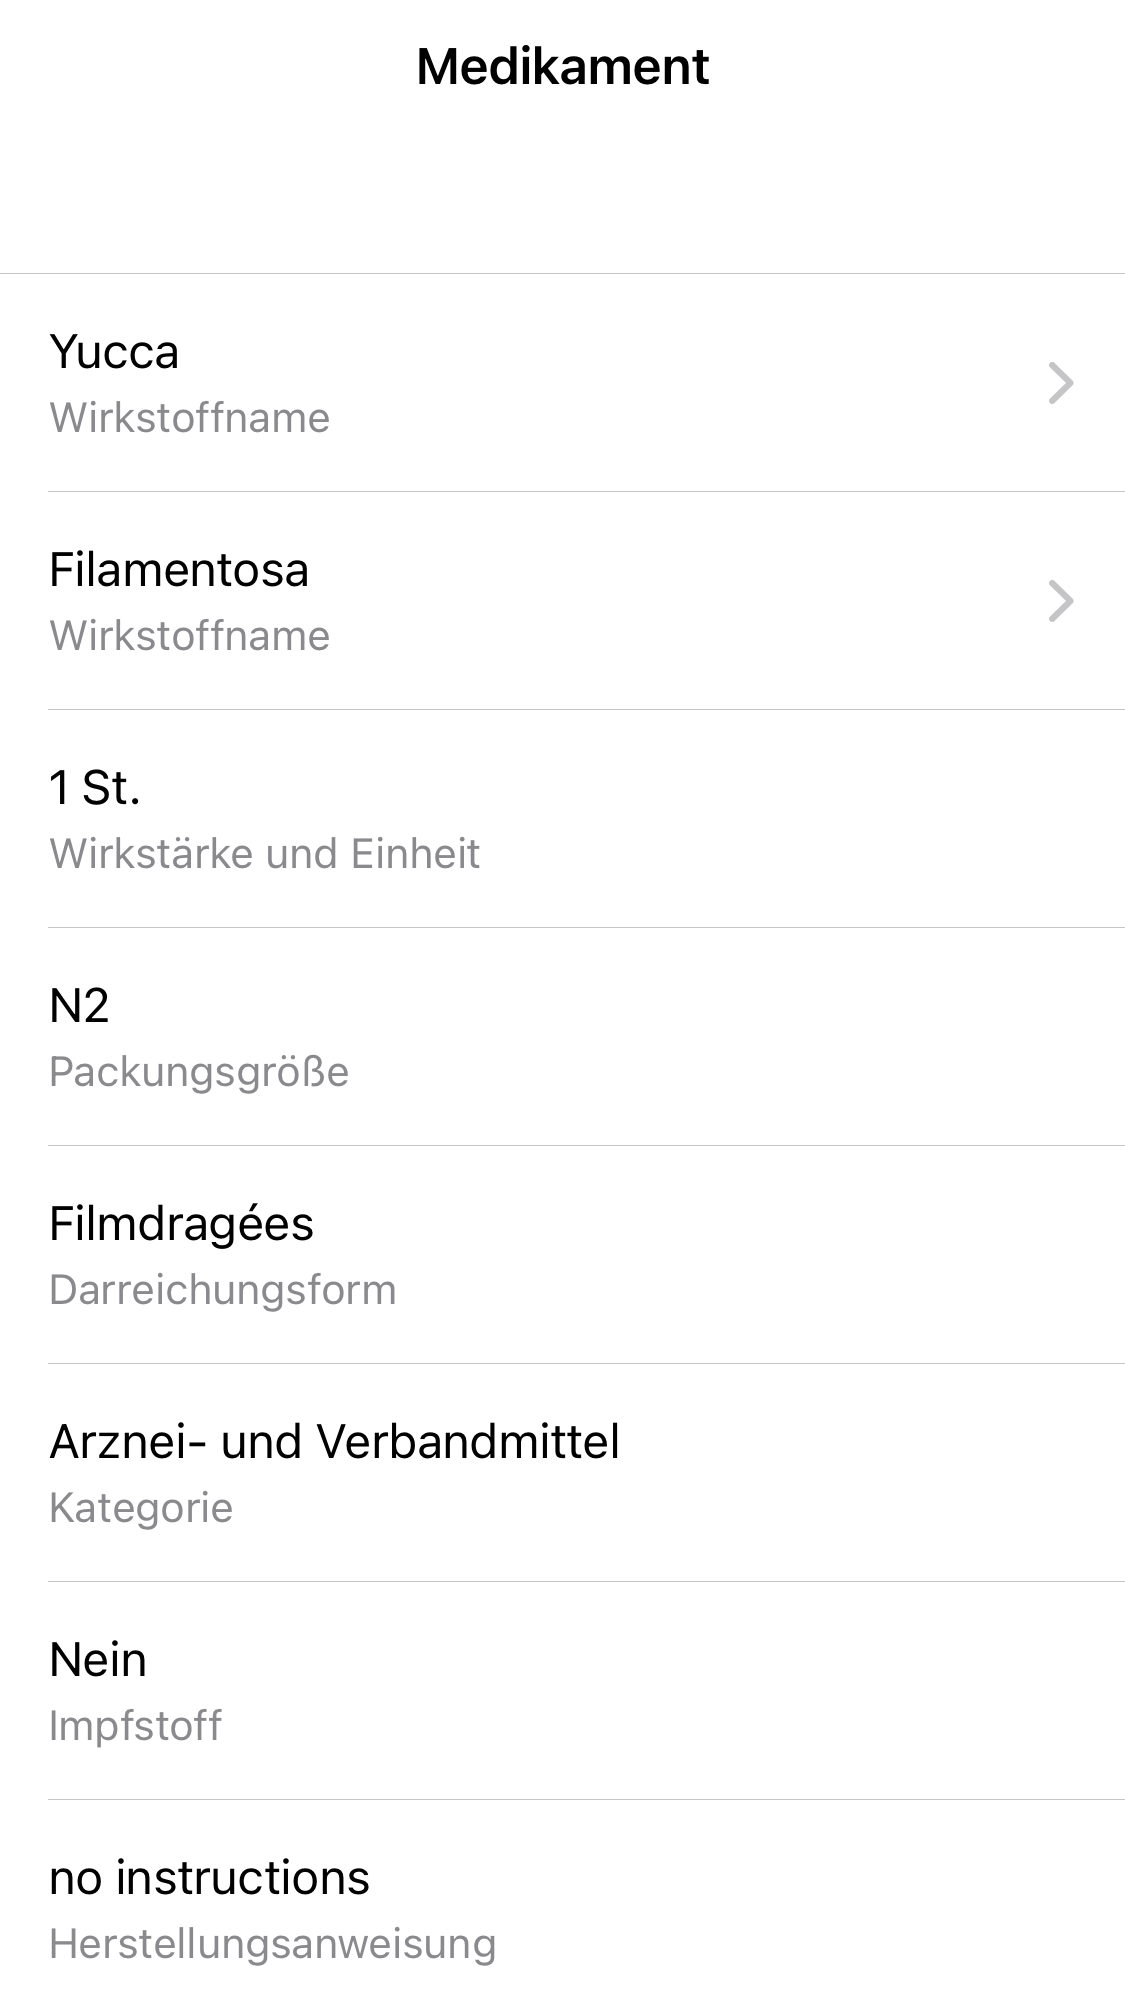 Medikament
Yucca
Wirkstoffname
Filamentosa
Wirkstoffname
1 St.
Wirkstärke und Einheit
N2
Packungsgröße
Filmdragées
Darreichungsform
Arznei- und Verbandmittel
Kategorie
Nein
Impfstoff
no instructions
Herstellungsanweisung